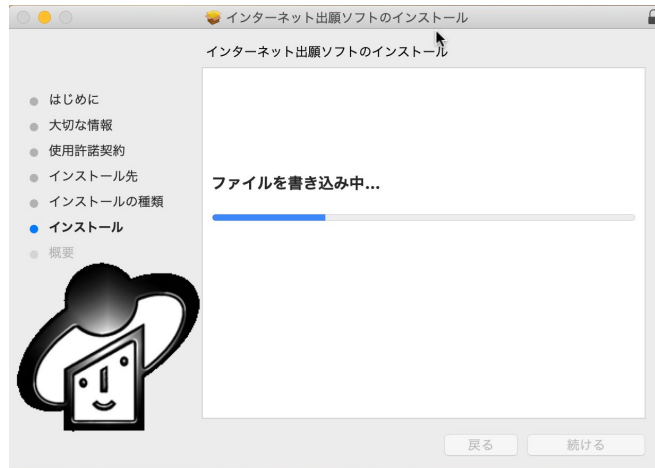 インターネット出願ソフトのインストール
インターネット出願ソフトのインストール
はじめに
大切な情報
使用許諾契約
インストール先
インストールの種類
インストール
概要
ファイルを書き込み中...
戻る
続ける